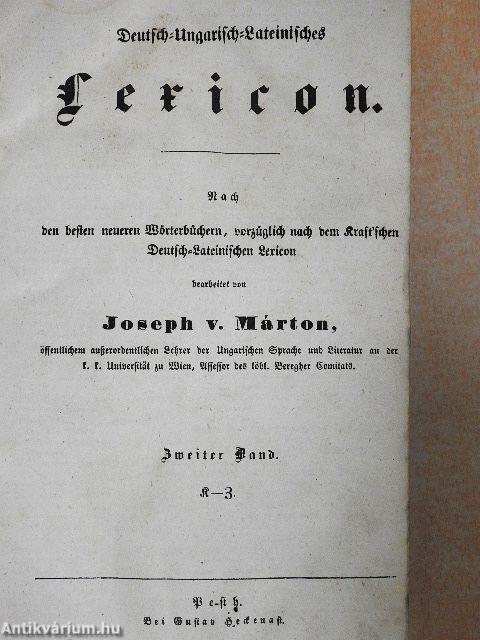 Deutsch-Ungarisch-Lateinisches
Lexicon.
Nach
den besten neueren Wörterbüchern, vorzüglich nach dem Kraft'schen
Deutsch-Lateinischen Lexicon
bearbeitet von
Joseph v. Márton,
öffentlichem außerordentlichen Lehrer der Ungarischen Sprache und Literatur an der
k. k. Universität zu Wien, Assessor des löbl. Beregher Comitats.
Zweiter Band.
K—Z.
Pesth.
Bei Gustav Heckenast.
Antikvárium.hu